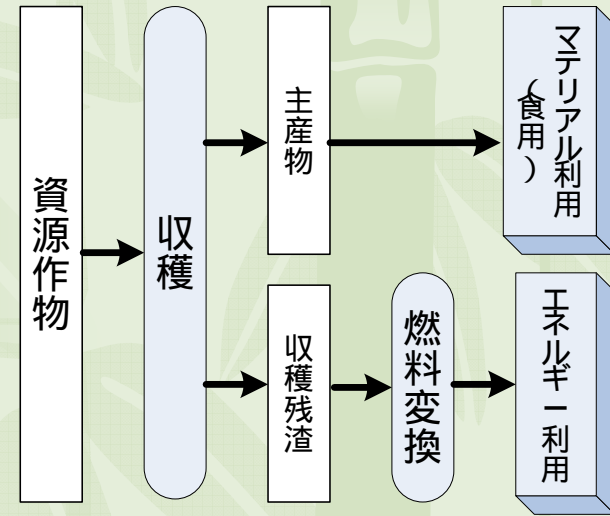 資源作物
収穫
主産物
マテリアル利用
(食用)
収穫残渣
燃料変換
エネルギー利用